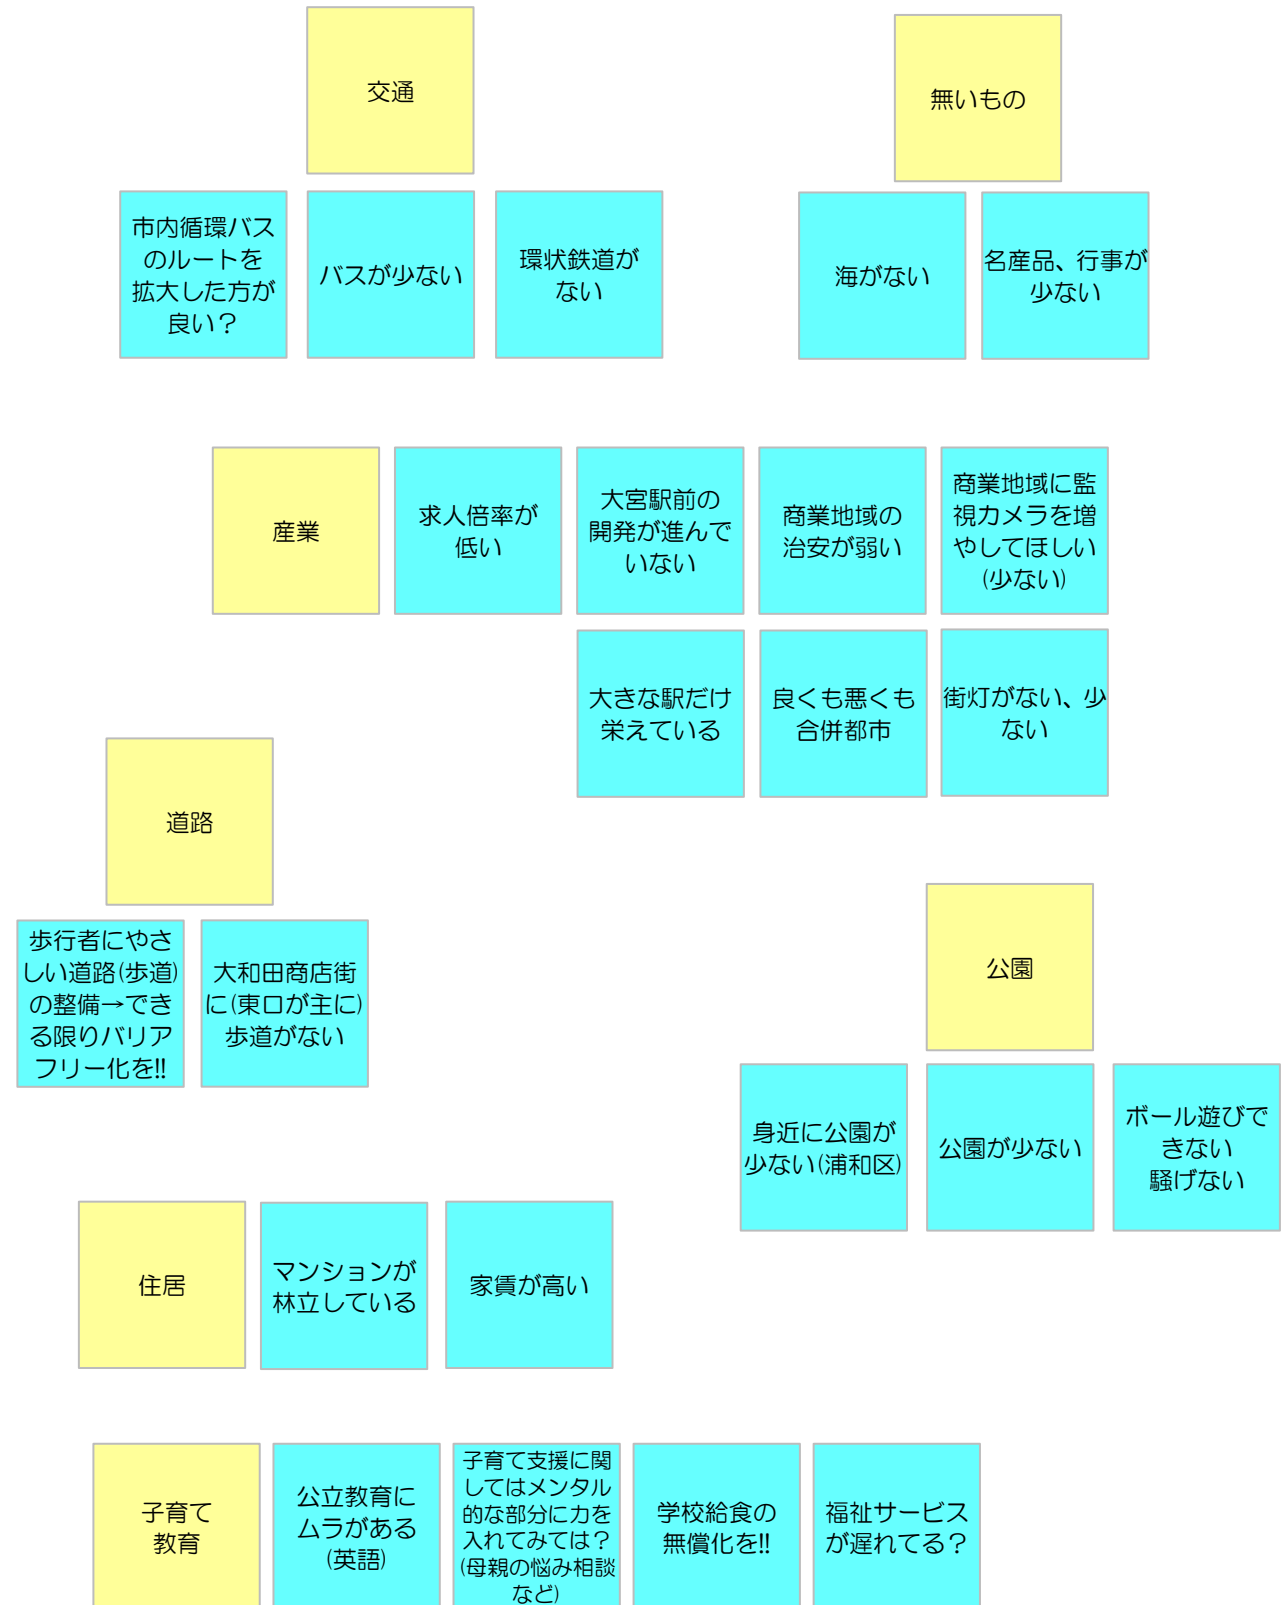 交通
無いもの
市内循環バス
のルートを
拡大した方が
良い？
バスが少ない
環状鉄道が
ない
海がない
名産品、行事が
少ない
産業
求人倍率が
低い
大宮駅前の
開発が進んで
いない
商業地域の
治安が弱い
商業地域に監
視カメラを増
やしてほしい
(少ない)
大きな駅だけ
栄えている
良くも悪くも
合併都市
街灯がない、少
ない
道路
歩行者にやさ
しい道路(歩道)
の整備→でき
る限りバリア
フリー化を!!
大和田商店街
に(東口が主に)
歩道がない
公園
身近に公園が
少ない(浦和区)
公園が少ない
ボール遊びで
きない
騒げない
住居
マンションが
林立している
家賃が高い
子育て
教育
公立教育に
ムラがある
(英語)
子育て支援に関
してはメンタル
的な部分に力を
入れてみては？
(母親の悩み相談
など)
学校給食の
無償化を!!
福祉サービス
が遅れてる？